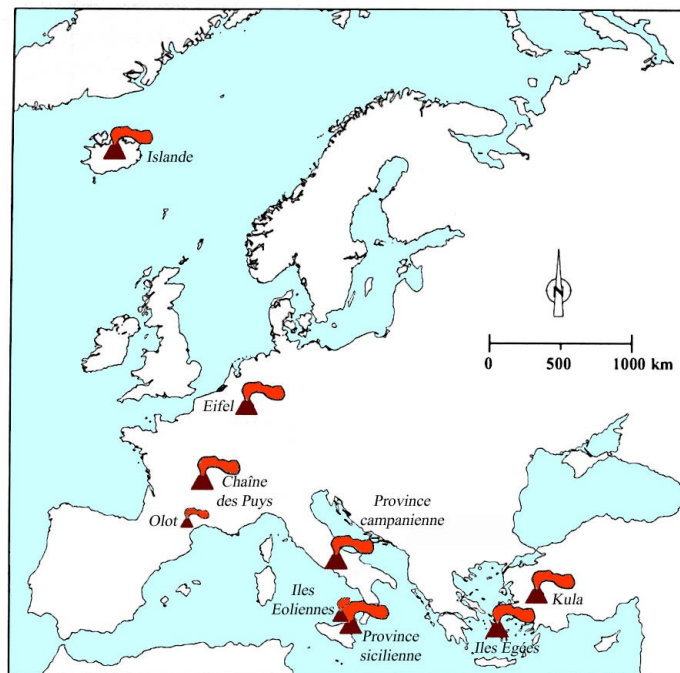 Islande
N
0 500 1000 km
Eifel
Chaîne
des Puys
Olot
Province
campanienne
Iles
Eoliennes
Province
sicilienne
Kula
Iles Egées